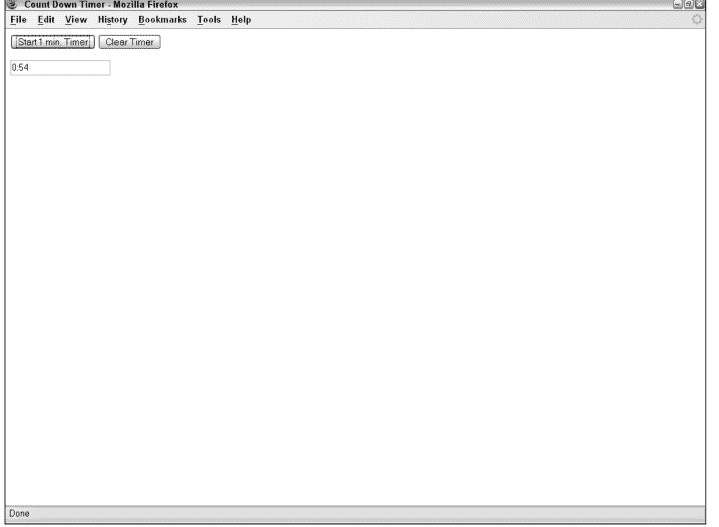 Count Down Timer - Mozilla Firefox
File Edit View History Bookmarks Tools Help
Start 1 min. Timer Clear Timer
0:54
Done